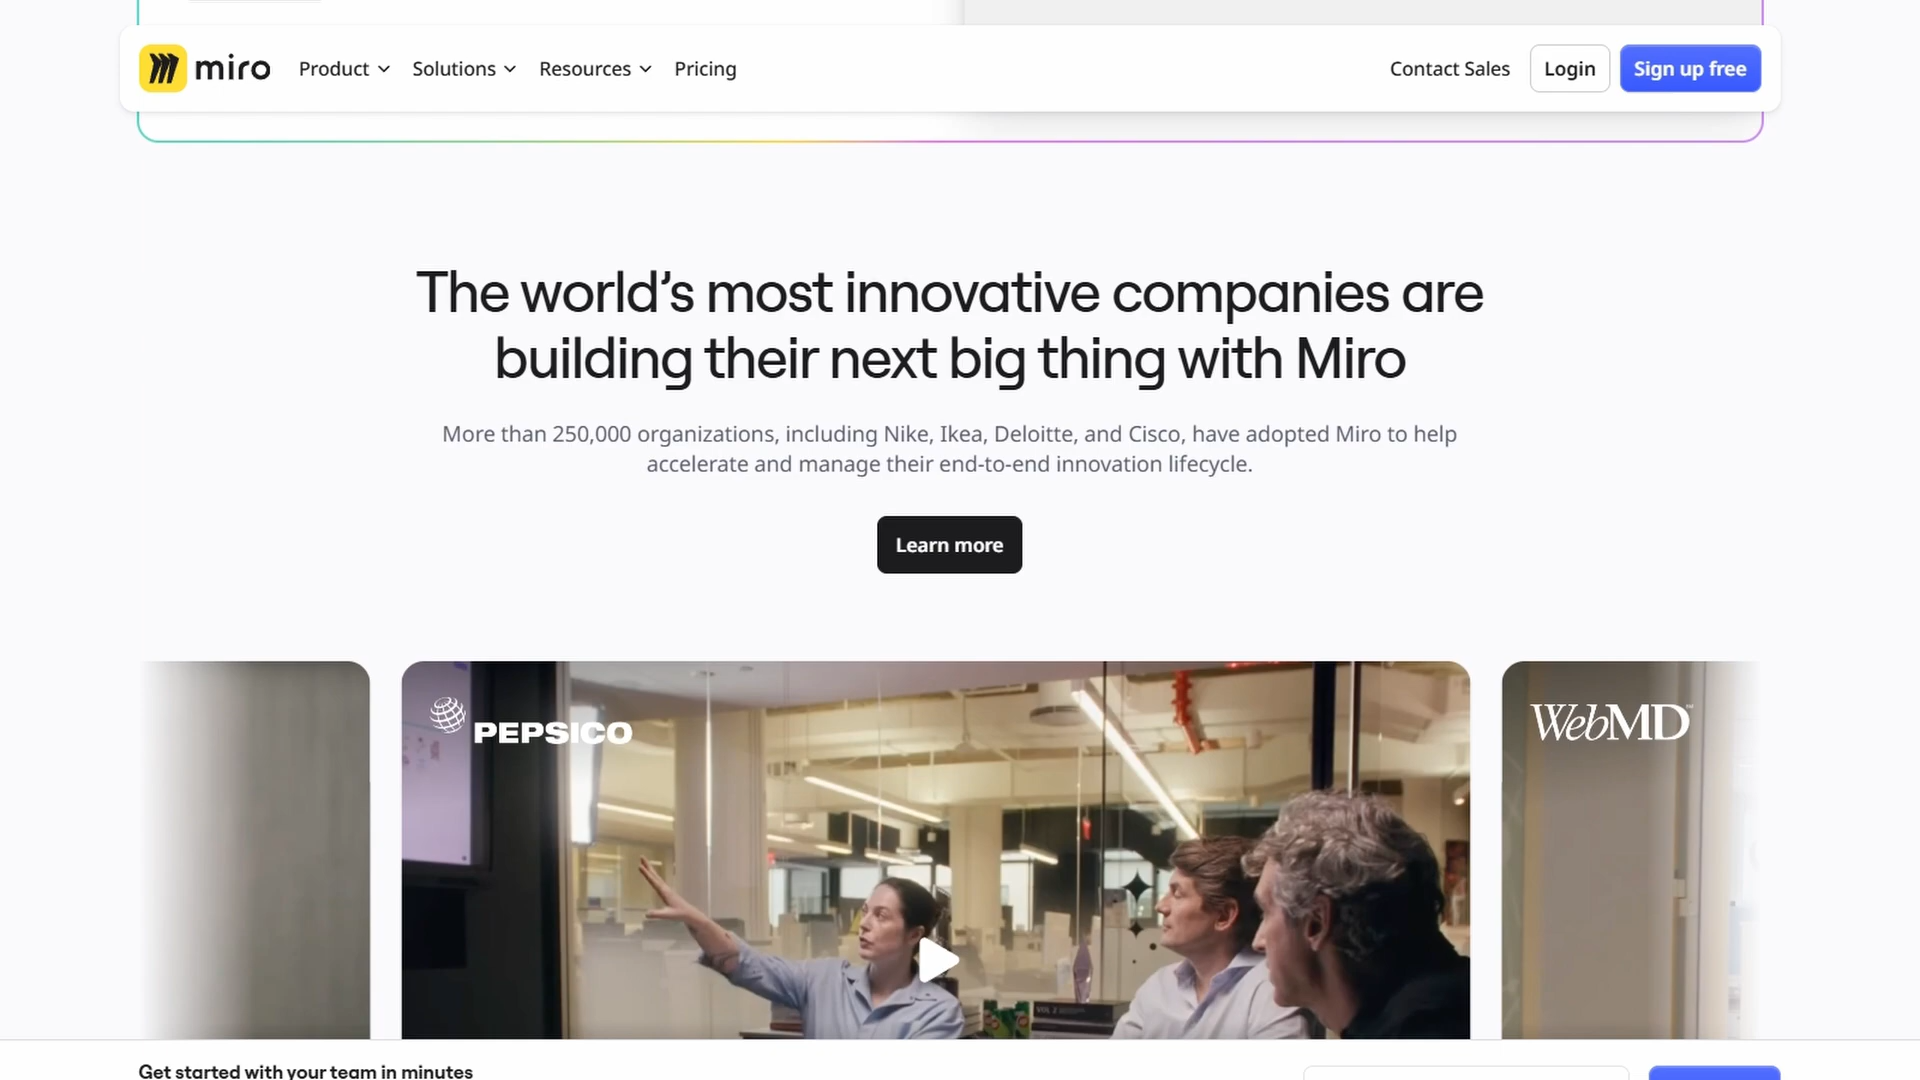 miro
Product
Solutions
Resources
Pricing
Contact Sales
Login
Sign up free
The world’s most innovative companies are
building their next big thing with Miro
More than 250,000 organizations, including Nike, Ikea, Deloitte, and Cisco, have adopted Miro to help
accelerate and manage their end-to-end innovation lifecycle.
Learn more
PEPSICO
WebMD
VOL 2
Get started with your team in minutes